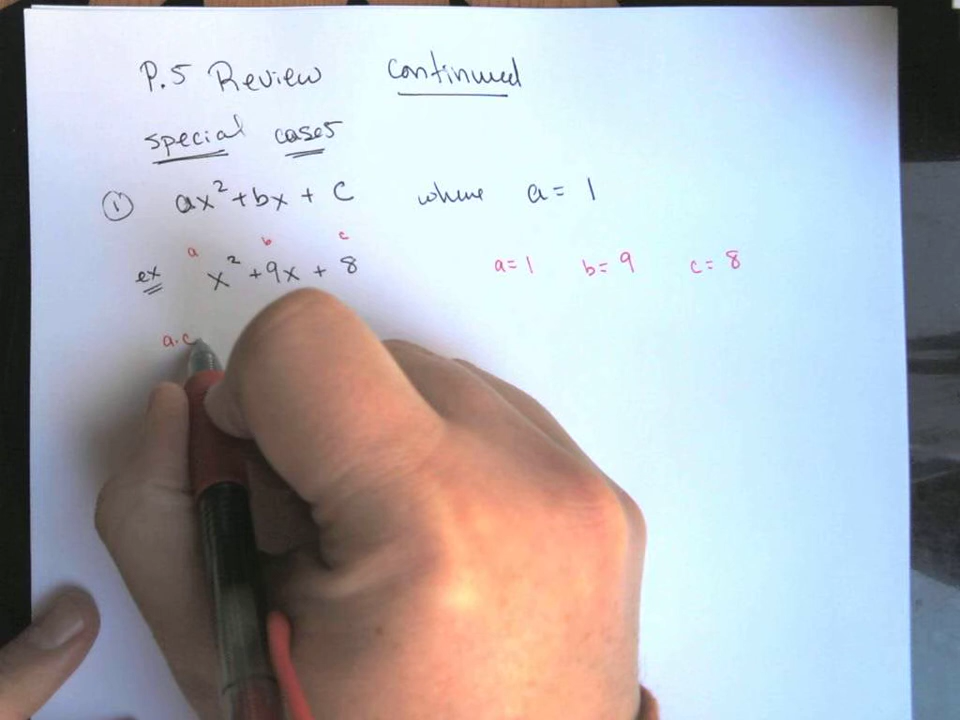 P.5 Review continued
special cases
① ax² + bx + c where a = 1
a b c
ex x² + 9x + 8 a = 1 b = 9 c = 8
a·c